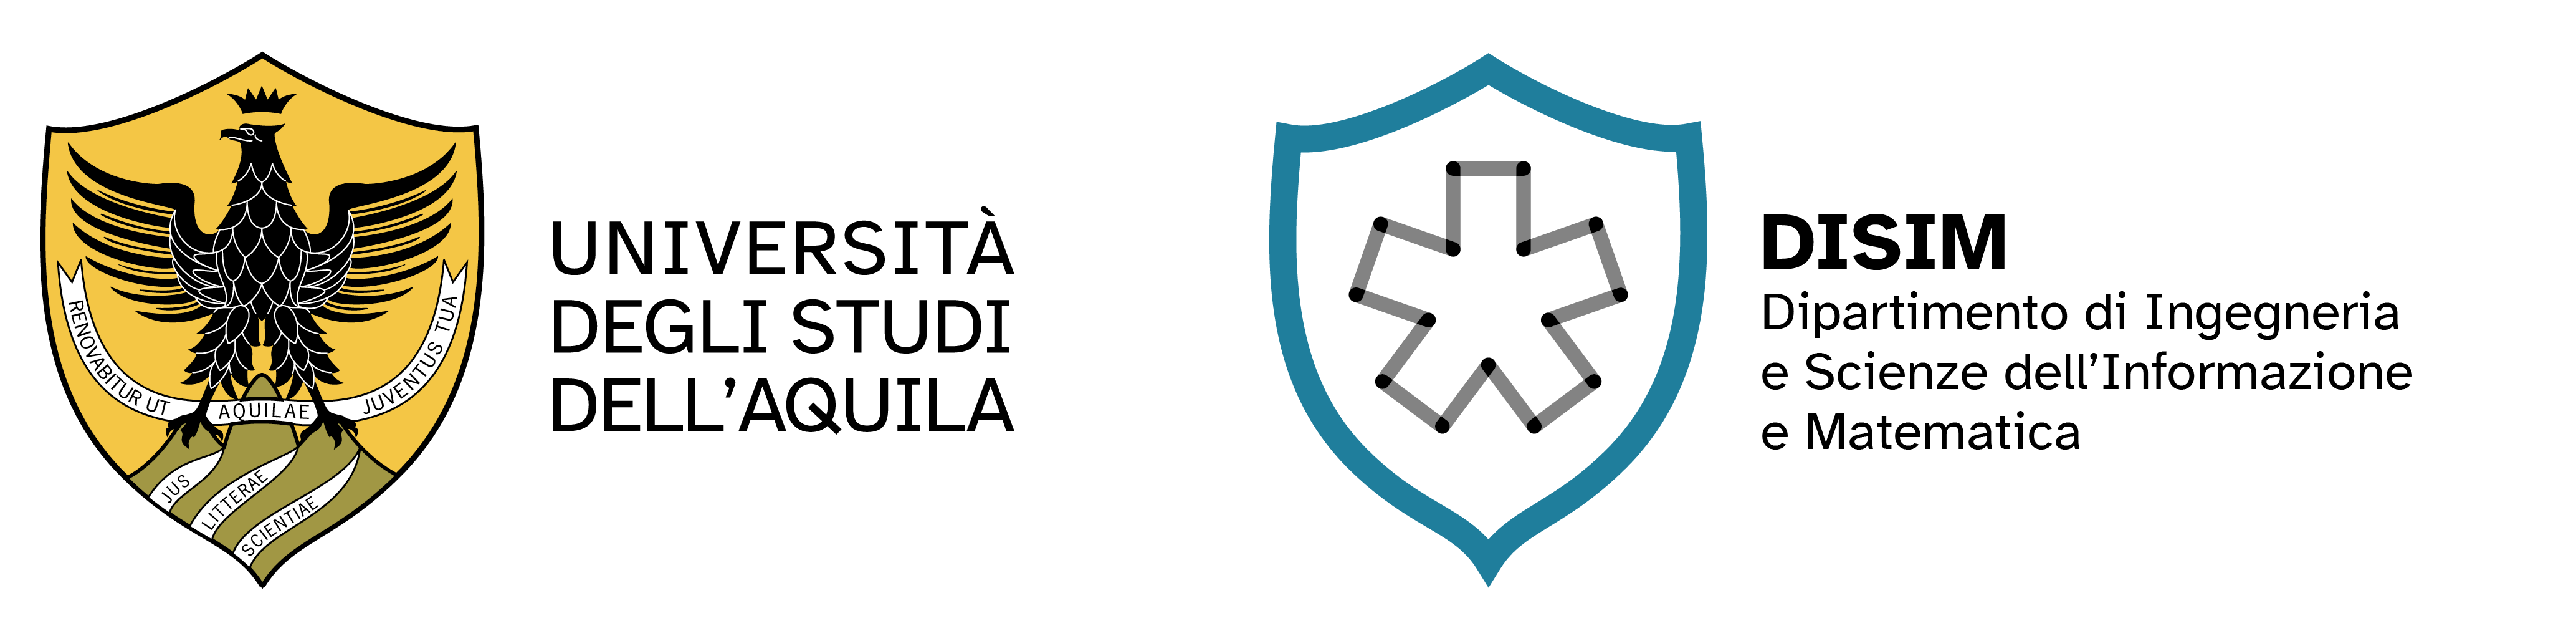 RENOVABITUR UT
AQUILAE
JUVENTUS TUA
JUS
LITTERAE
SCIENTIAE
UNIVERSITÀ
DEGLI STUDI
DELL’AQUILA
DISIM
Dipartimento di Ingegneria
e Scienze dell’Informazione
e Matematica